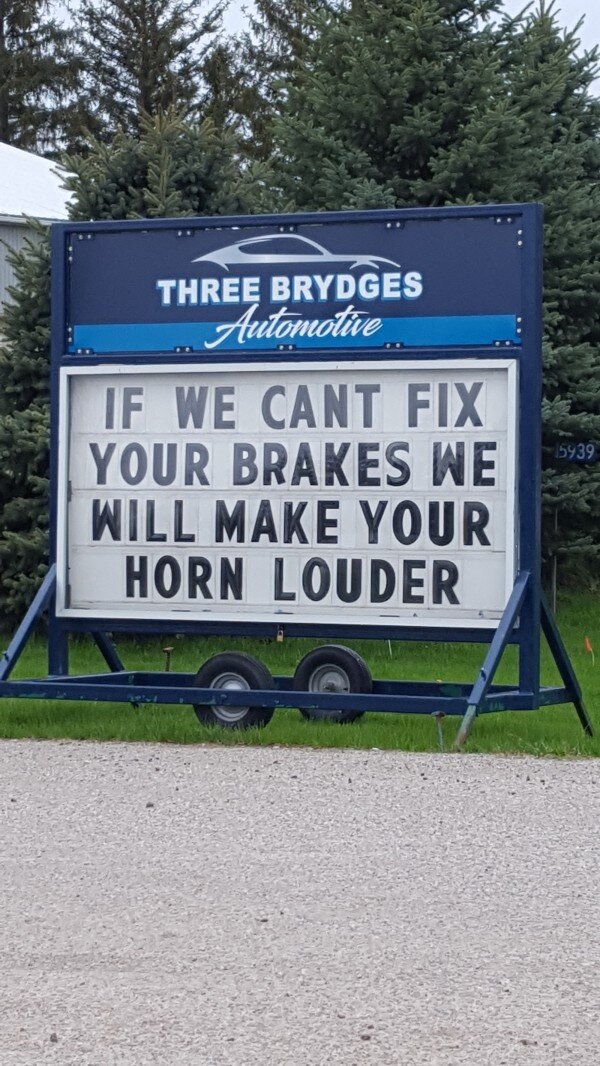 THREE BRYDGES
Automotive
IF WE CANT FIX
YOUR BRAKES WE
WILL MAKE YOUR
HORN LOUDER
5939